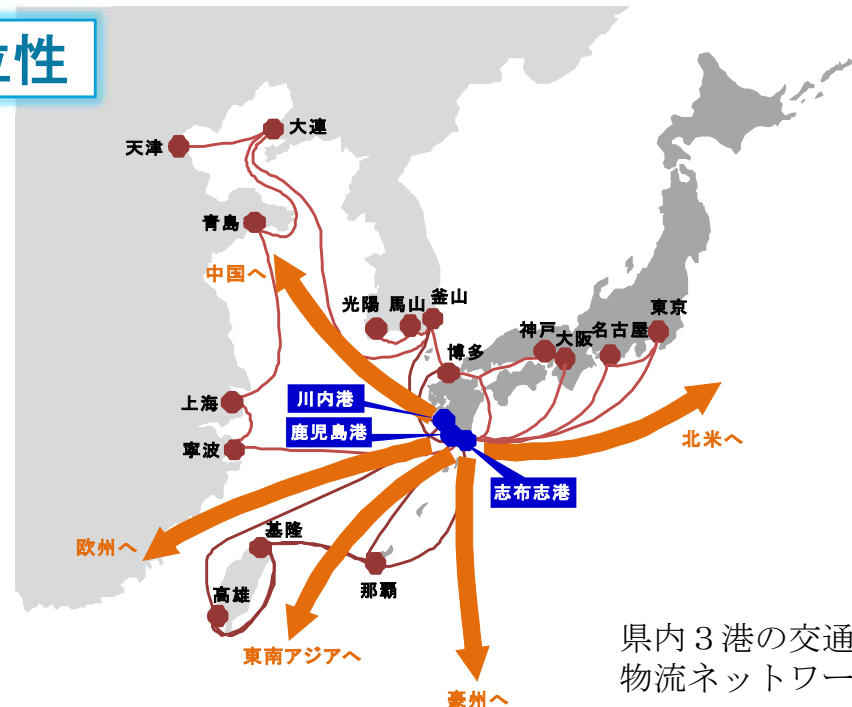 位性
大連
天津
青島
中国へ
光陽
馬山
釜山
東京
神戸
大阪
名古屋
博多
上海
川内港
鹿児島港
寧波
北米へ
志布志港
欧州へ
基隆
那覇
高雄
東南アジアへ
豪州へ
県内３港の交通
物流ネットワー